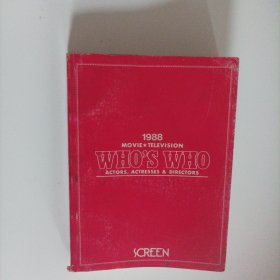 1988
MOVIE★TELEVISION
WHO'S WHO
ACTORS, ACTRESSES & DIRECTORS
SCREEN